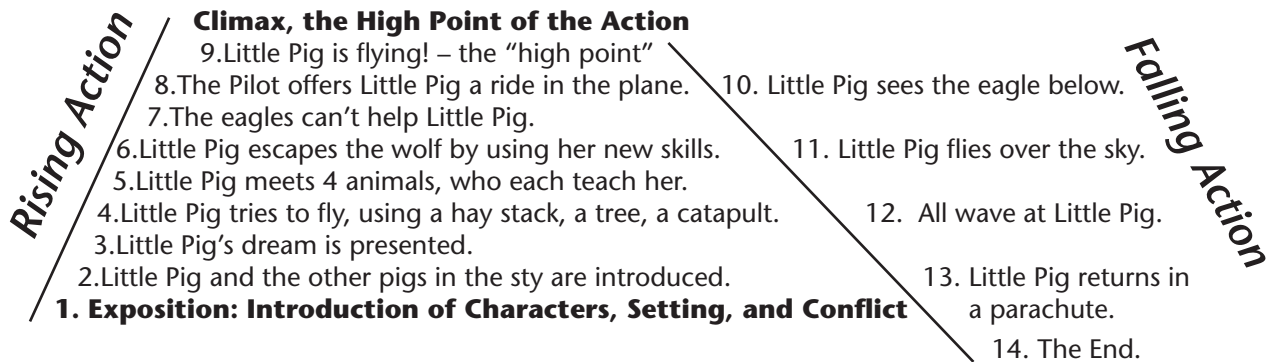 Rising Action
Climax, the High Point of the Action
9.Little Pig is flying! – the “high point”
8.The Pilot offers Little Pig a ride in the plane.
7.The eagles can’t help Little Pig.
6.Little Pig escapes the wolf by using her new skills.
5.Little Pig meets 4 animals, who each teach her.
4.Little Pig tries to fly, using a hay stack, a tree, a catapult.
3.Little Pig’s dream is presented.
2.Little Pig and the other pigs in the sty are introduced.
1. Exposition: Introduction of Characters, Setting, and Conflict
Falling Action
10. Little Pig sees the eagle below.
11. Little Pig flies over the sky.
12. All wave at Little Pig.
13. Little Pig returns in
a parachute.
14. The End.